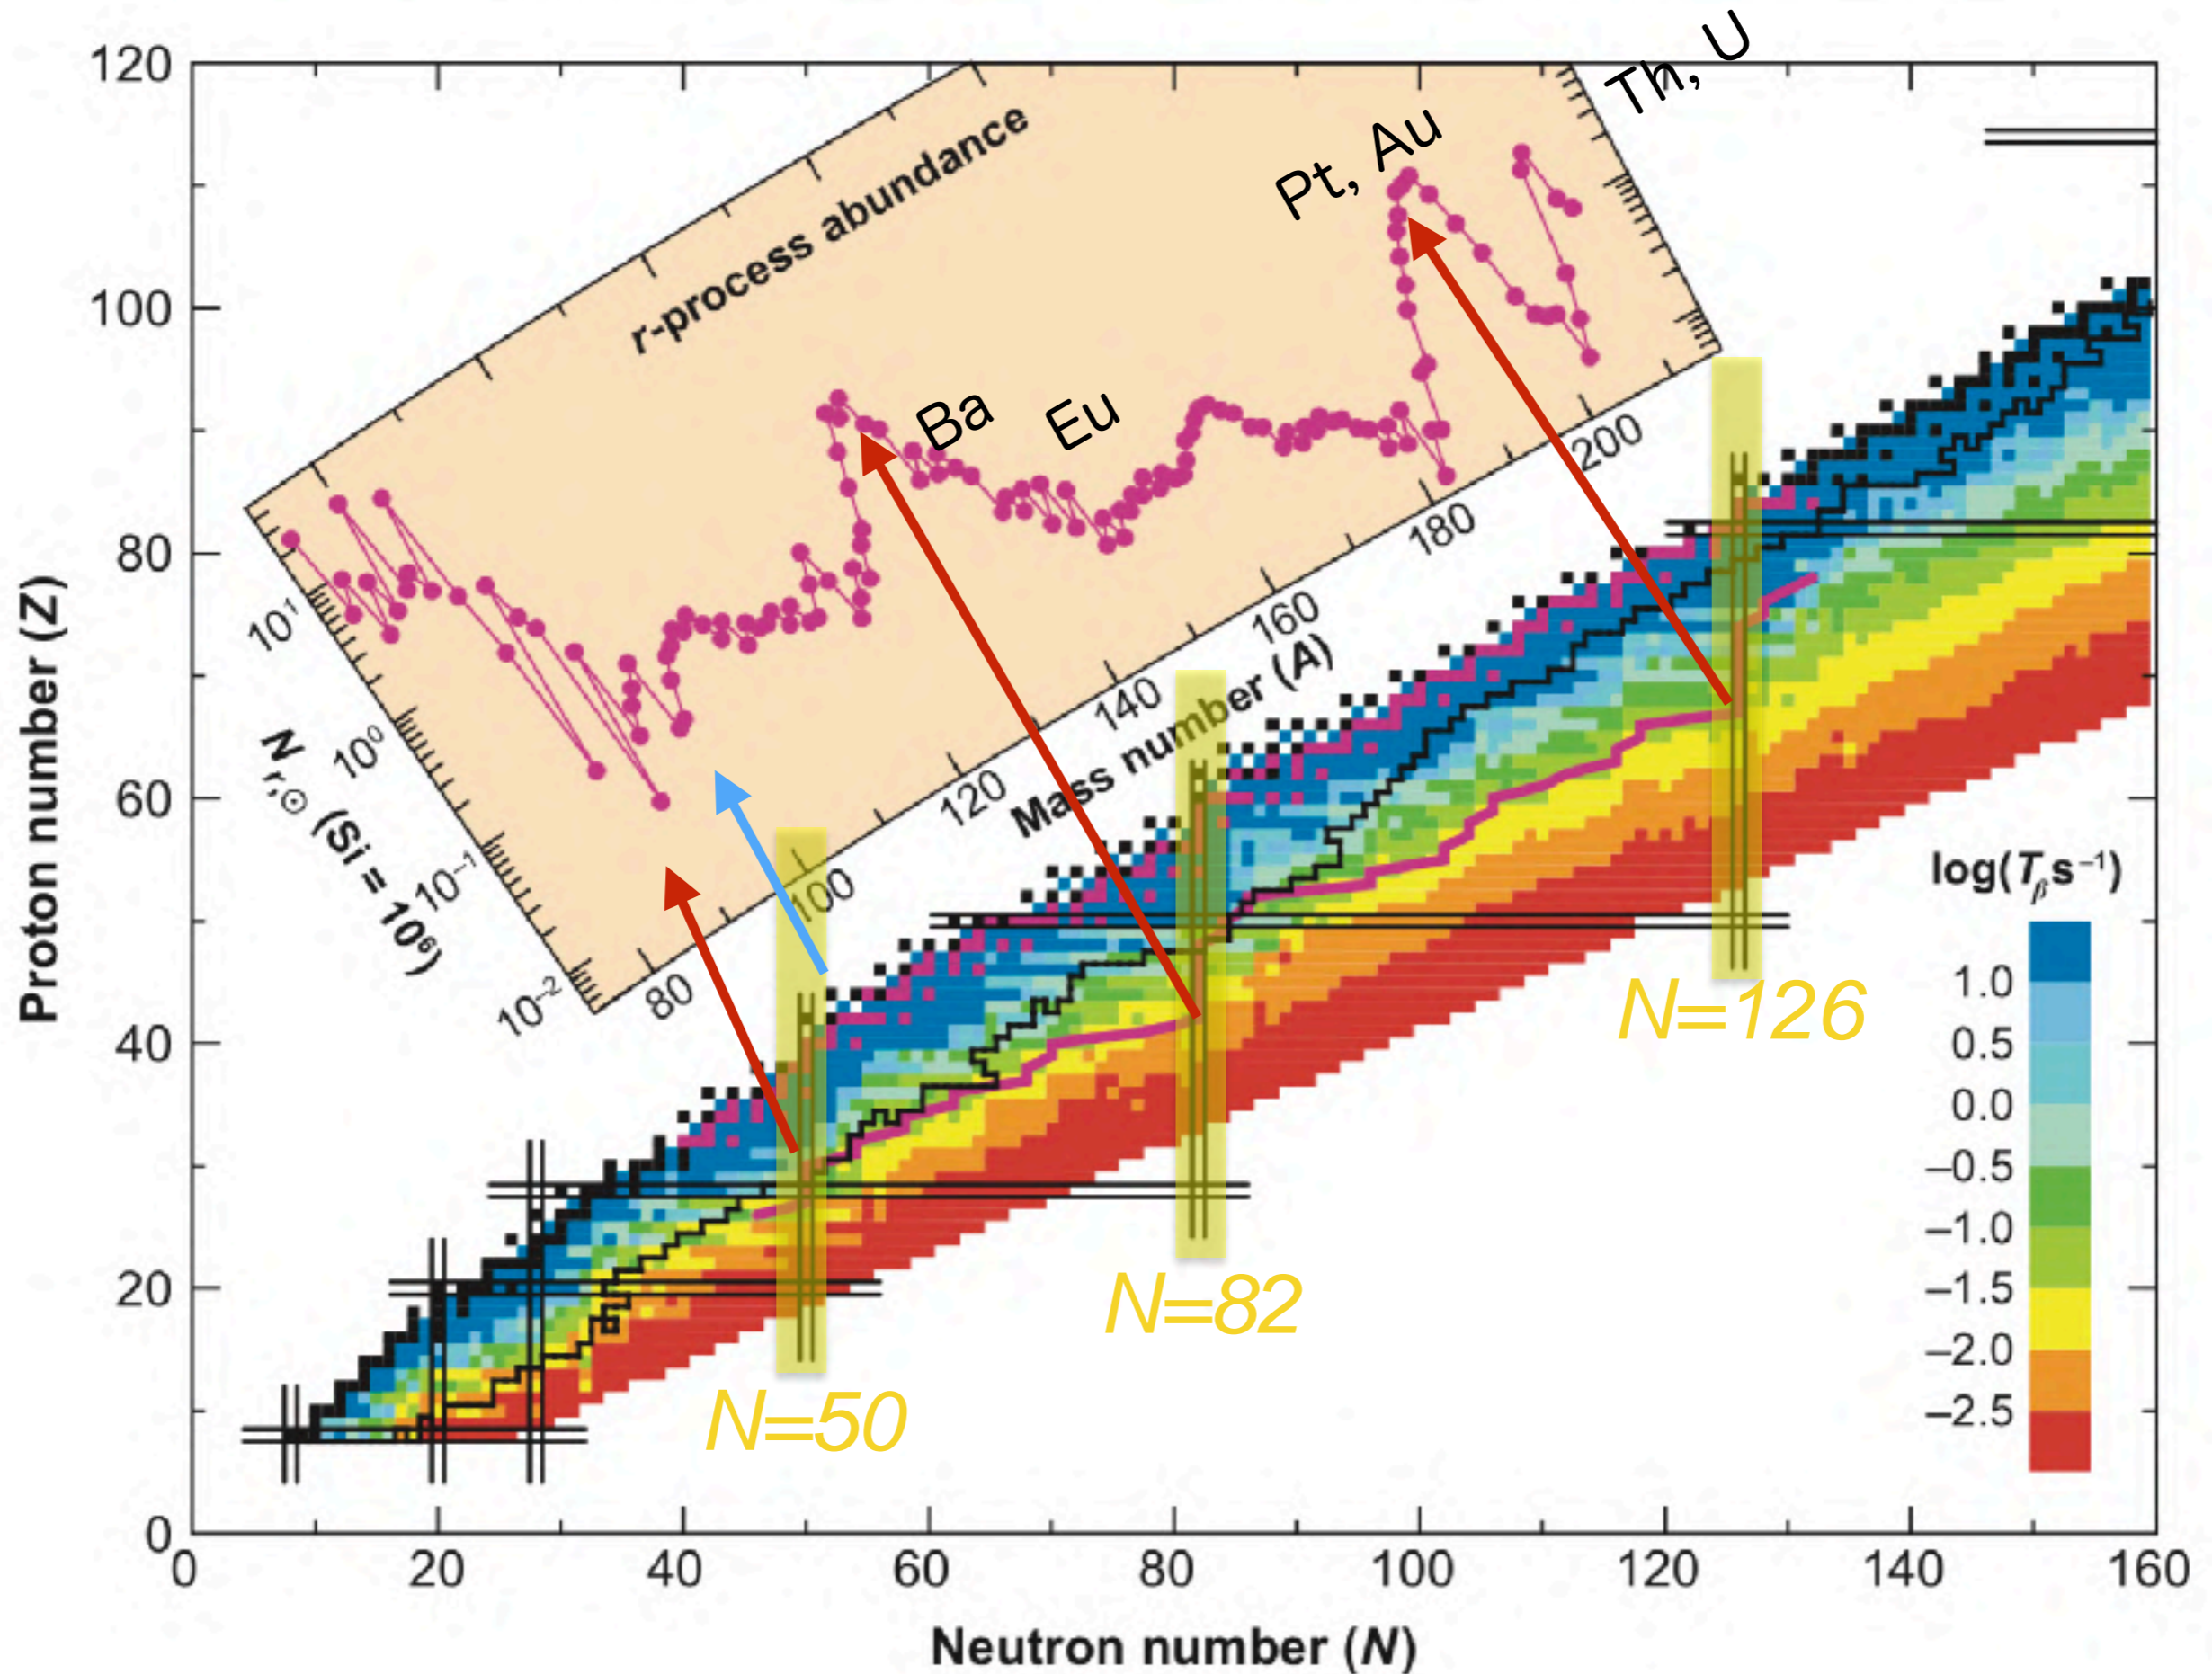 120
100
80
60
40
20
0
Proton number (Z)
0 20 40 60 80 100 120 140 160
Neutron number (N)
r-process abundance
Th, U
Pt, Au
Ba
Eu
10¹
10⁰
10⁻¹
10⁻²
N r,⊙ (Si = 10⁶)
80
100
120
140
160
180
200
Mass number (A)
N=50
N=82
N=126
log(Tβ s⁻¹)
1.0
0.5
0.0
–0.5
–1.0
–1.5
–2.0
–2.5